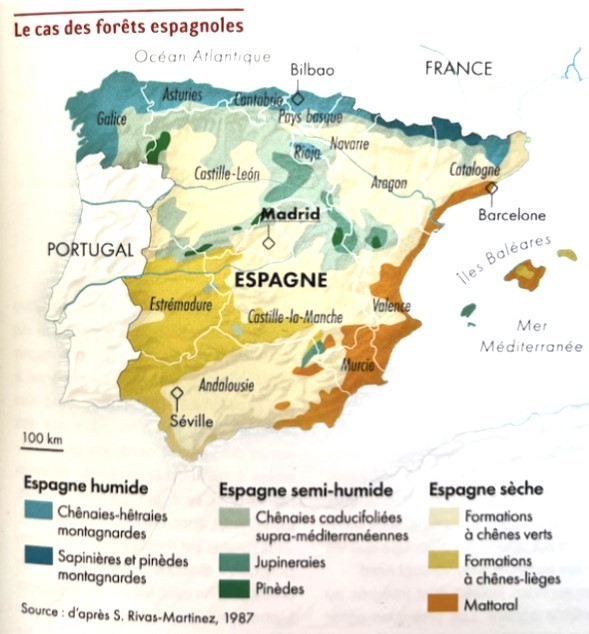 Le cas des forêts espagnoles
Océan Atlantique
Bilbao
FRANCE
Asturies
Cantabrie
Galice
Pays basque
Rioja
Navarre
Castille-León
Aragon
Catalogne
Barcelone
Madrid
PORTUGAL
ESPAGNE
Îles Baléares
Estrémadure
Castille-la-Manche
Valence
Mer
Méditerranée
Murcie
Andalousie
Séville
100 km
Espagne humide
Chênaies-hêtraies
montagnardes
Sapinières et pinèdes
montagnardes
Espagne semi-humide
Chênaies caducifoliées
supra-méditerranéennes
Jupineraies
Pinèdes
Espagne sèche
Formations
à chênes verts
Formations
à chênes-lièges
Mattoral
Source : d'après S. Rivas-Martinez, 1987